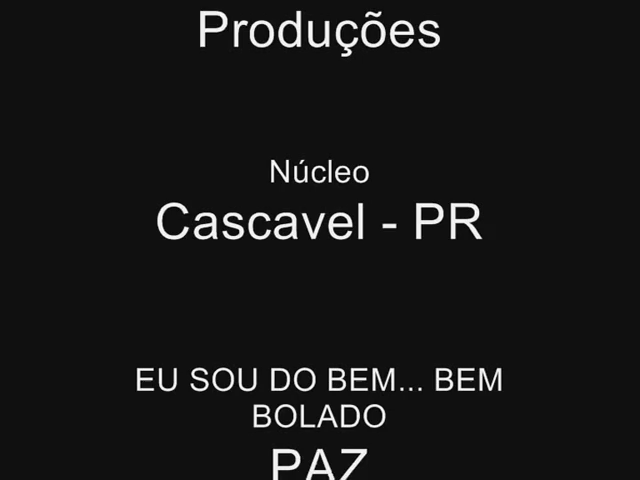 Produções
Núcleo
Cascavel - PR
EU SOU DO BEM... BEM
BOLADO
PAZ